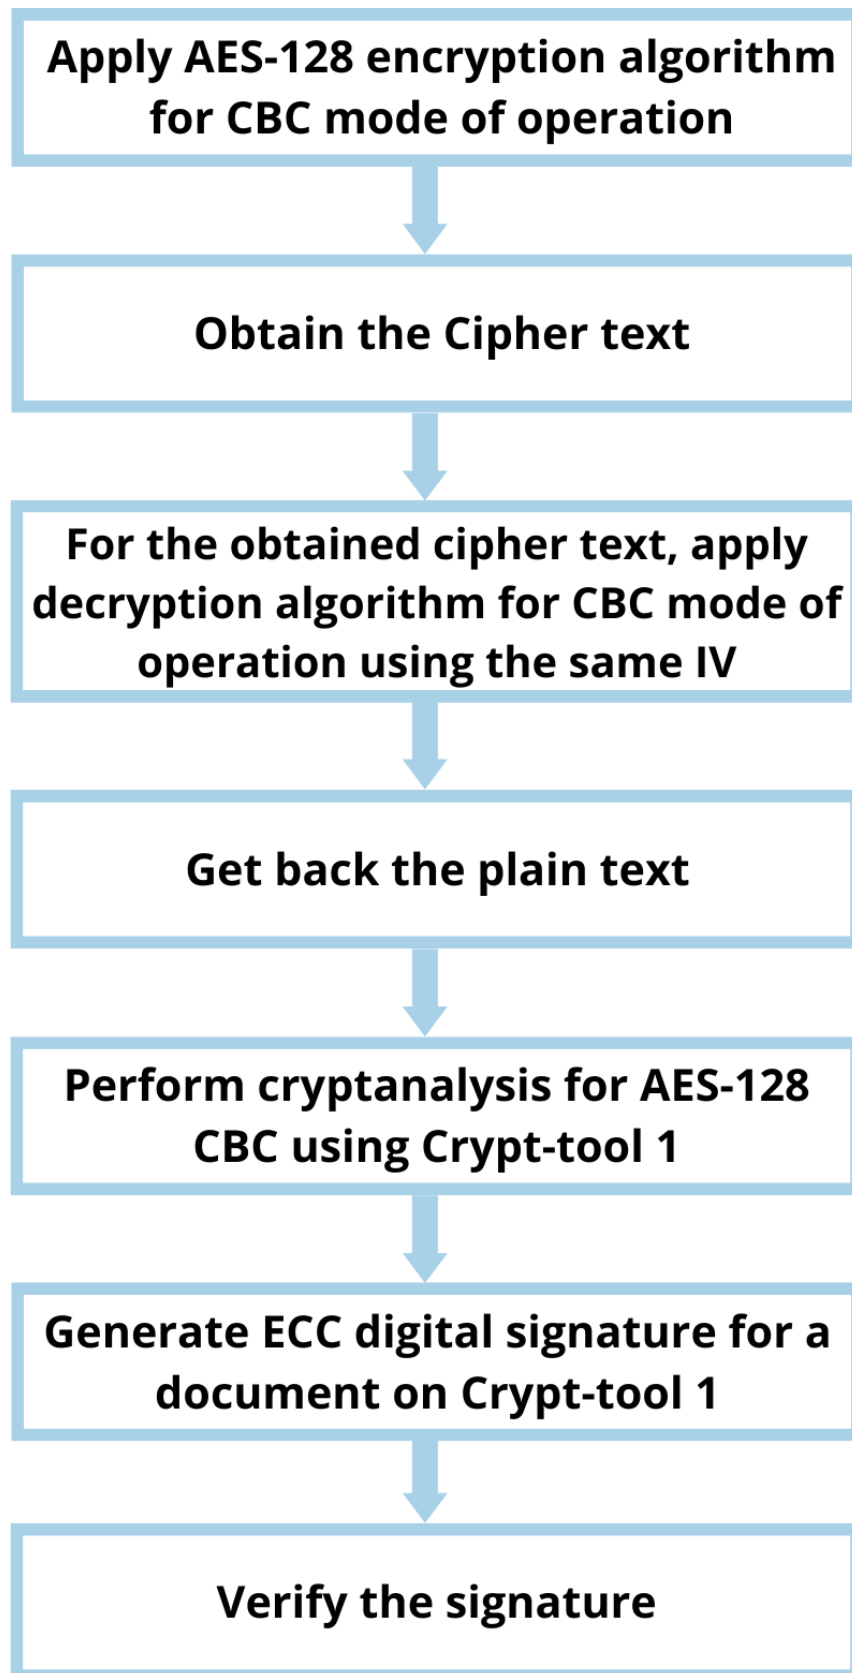 Apply AES-128 encryption algorithm
for CBC mode of operation
Obtain the Cipher text
For the obtained cipher text, apply
decryption algorithm for CBC mode of
operation using the same IV
Get back the plain text
Perform cryptanalysis for AES-128
CBC using Crypt-tool 1
Generate ECC digital signature for a
document on Crypt-tool 1
Verify the signature